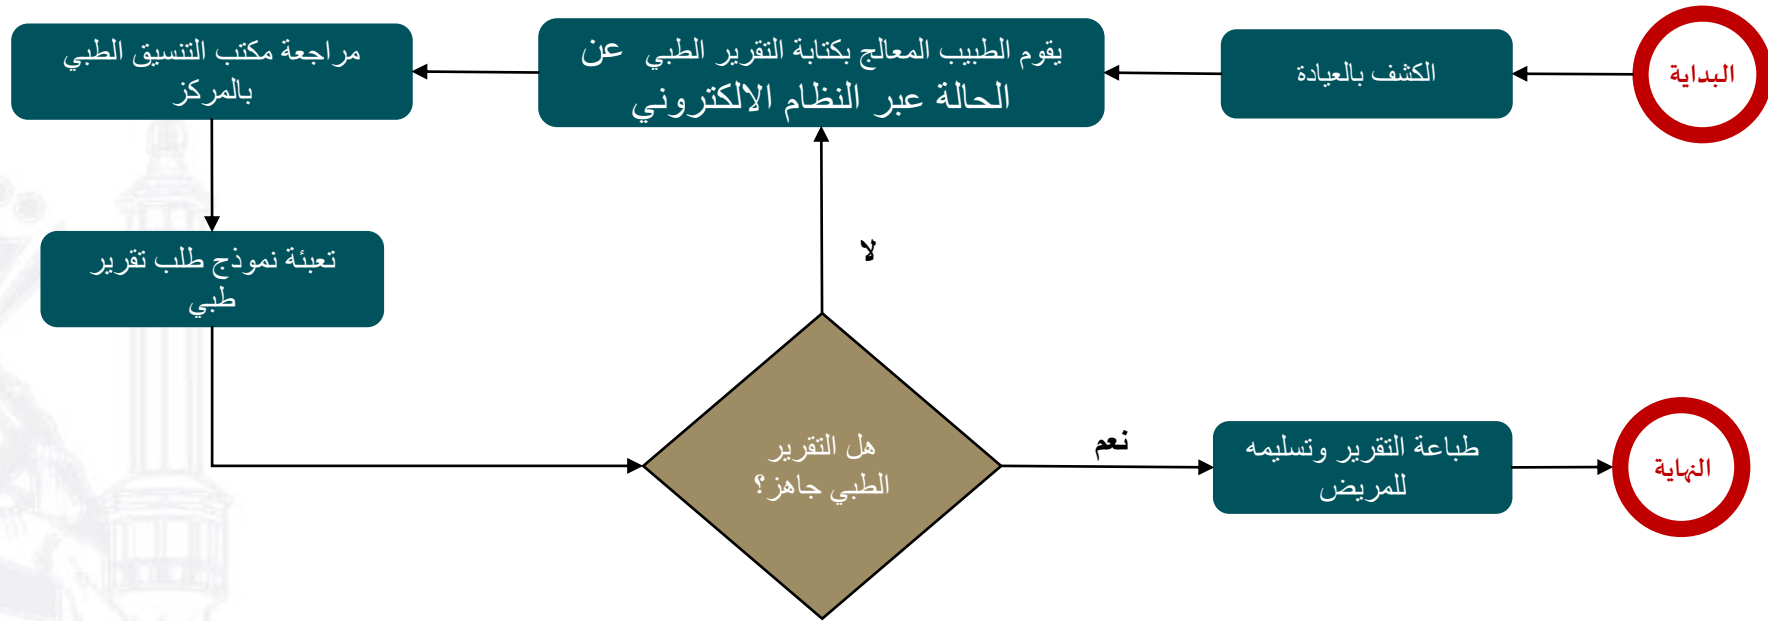 البداية
الكشف بالعيادة
يقوم الطبيب المعالج بكتابة التقرير الطبي عن
الحالة عبر النظام الالكتروني
مراجعة مكتب التنسيق الطبي
بالمركز
تعبئة نموذج طلب تقرير
طبي
هل التقرير
الطبي جاهز؟
لا
نعم
طباعة التقرير وتسليمه
للمريض
النهاية